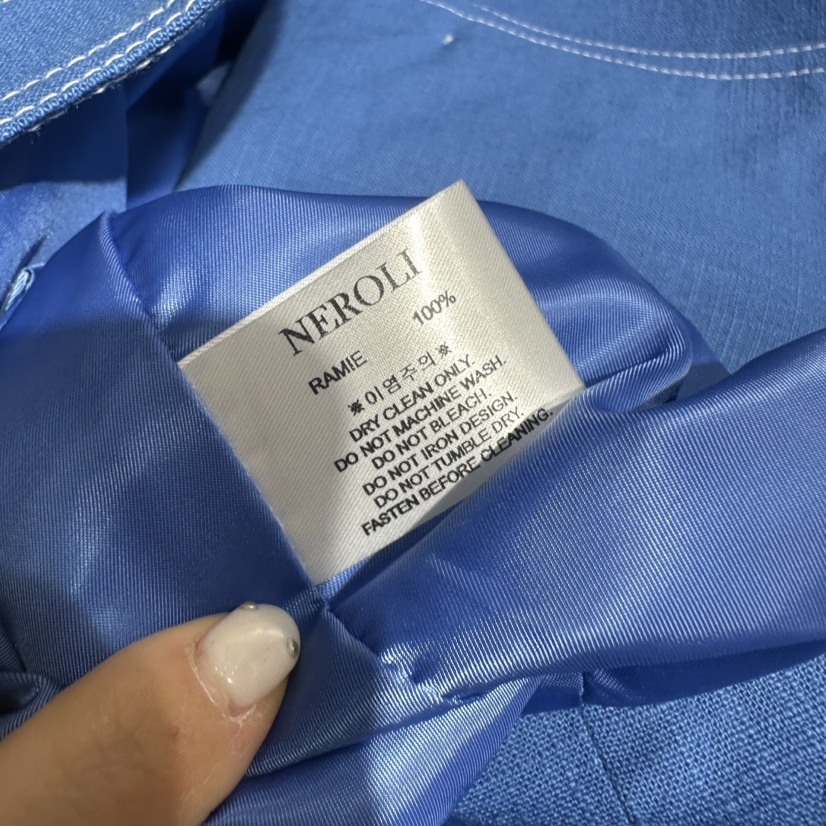 NEROLI
RAMIE 100%
※이염주의※
DRY CLEAN ONLY.
DO NOT MACHINE WASH.
DO NOT BLEACH.
DO NOT IRON DESIGN.
DO NOT TUMBLE DRY.
FASTEN BEFORE CLEANING.